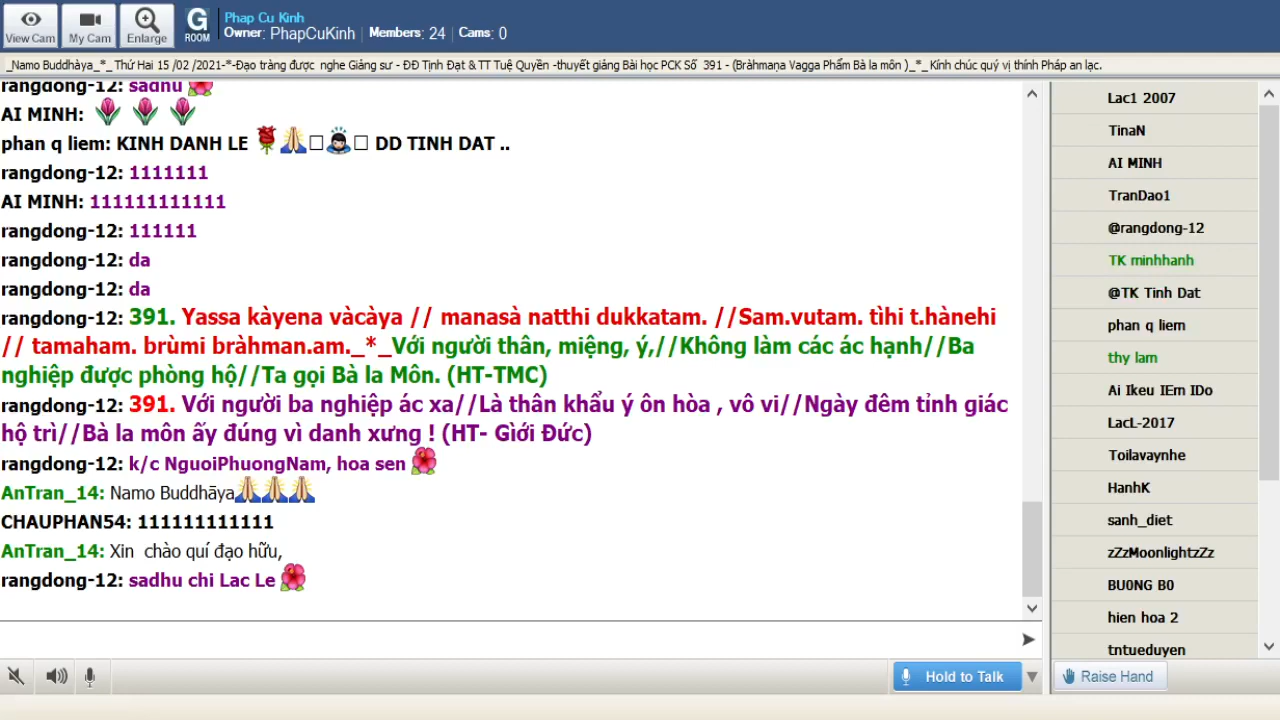 View Cam
My Cam
Enlarge
G
ROOM
Phap Cu Kinh
Owner: PhapCuKinh Members: 24 Cams: 0
_Namo Buddhàya_*_ Thứ Hai 15 /02 /2021-*-Đạo tràng được nghe Giảng sư - ĐĐ Tịnh Đạt & TT Tuệ Quyền -thuyết giảng Bài học PCK Số 391 - (Bràhmaṇa Vagga Phẩm Bà la môn )_*_ Kính chúc quý vị thính Pháp an lạc.
rangdong-12: sadhu
AI MINH:
phan q liem: KINH DANH LE DD TINH DAT ..
rangdong-12: 1111111
AI MINH: 111111111111
rangdong-12: 111111
rangdong-12: da
rangdong-12: da
rangdong-12: 391. Yassa kàyena vàcàya // manasà natthi dukkatam. //Sam.vutam. tìhi t.hànehi
// tamaham. brùmi bràhman.am._*_Với người thân, miệng, ý,//Không làm các ác hạnh//Ba
nghiệp được phòng hộ//Ta gọi Bà la Môn. (HT-TMC)
rangdong-12: 391. Với người ba nghiệp ác xa//Là thân khẩu ý ôn hòa , vô vi//Ngày đêm tỉnh giác
hộ trì//Bà la môn ấy đúng vì danh xưng ! (HT- Giới Đức)
rangdong-12: k/c NguoiPhuongNam, hoa sen
AnTran_14: Namo Buddhāya
CHAUPHAN54: 111111111111
AnTran_14: Xin chào quí đạo hữu,
rangdong-12: sadhu chi Lac Le
Hold to Talk
Lac1 2007
TinaN
AI MINH
TranDao1
@rangdong-12
TK minhhanh
@TK Tinh Dat
phan q liem
thy lam
Ai Ikeu IEm IDo
LacL-2017
Toilavaynhe
HanhK
sanh_diet
zZzMoonlightzZz
BU0NG B0
hien hoa 2
tntueduyen
Raise Hand